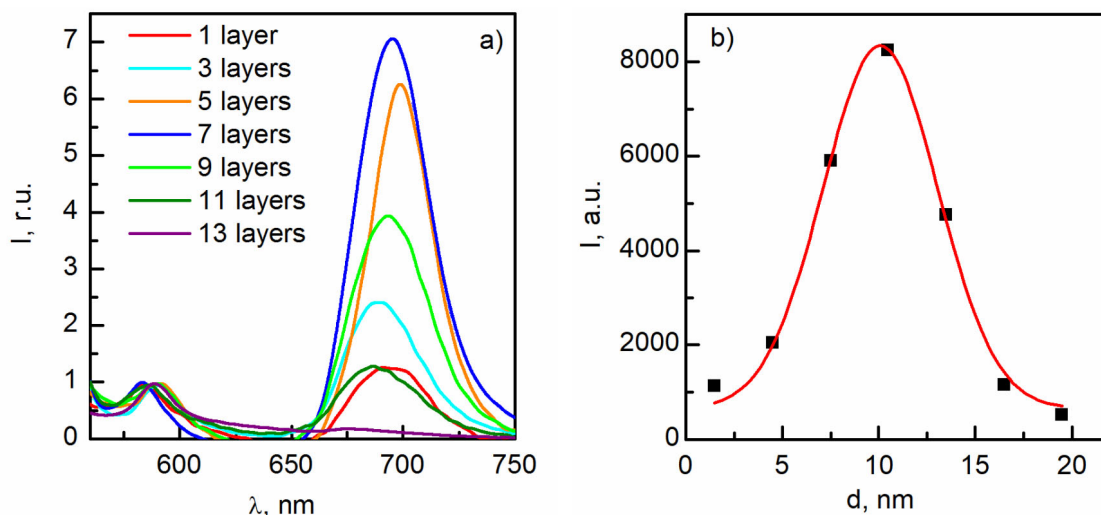 a)
1 layer
3 layers
5 layers
7 layers
9 layers
11 layers
13 layers
I, r.u.
7
6
5
4
3
2
1
0
600
650
700
750
λ, nm
b)
I, a.u.
8000
6000
4000
2000
0
0
5
10
15
20
d, nm